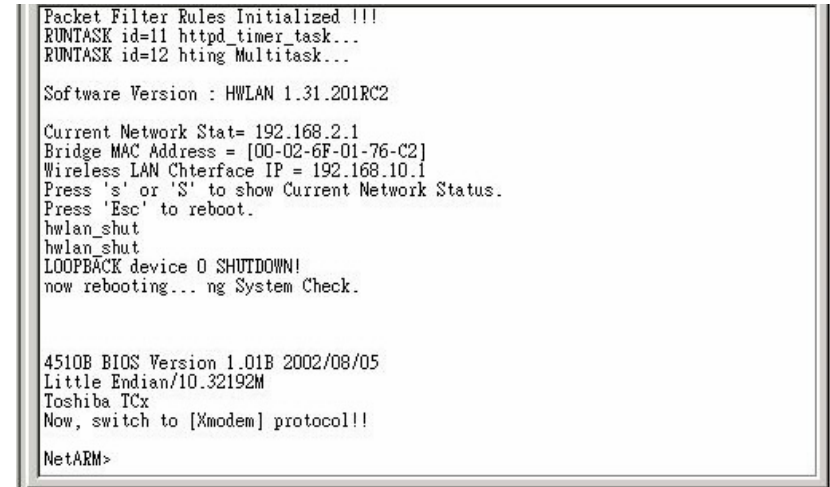 Packet Filter Rules Initialized !!!
RUNTASK id=11 httpd_timer_task...
RUNTASK id=12 hting Multitask...
Software Version : HWLAN 1.31.201RC2
Current Network Stat= 192.168.2.1
Bridge MAC Address = [00-02-6F-01-76-C2]
Wireless LAN Chterface IP = 192.168.10.1
Press 's' or 'S' to show Current Network Status.
Press 'Esc' to reboot.
hwlan_shut
hwlan_shut
LOOPBACK device 0 SHUTDOWN!
now rebooting... ng System Check.
4510B BIOS Version 1.01B 2002/08/05
Little Endian/10.32192M
Toshiba TCx
Now, switch to [Xmodem] protocol!!
NetARM>